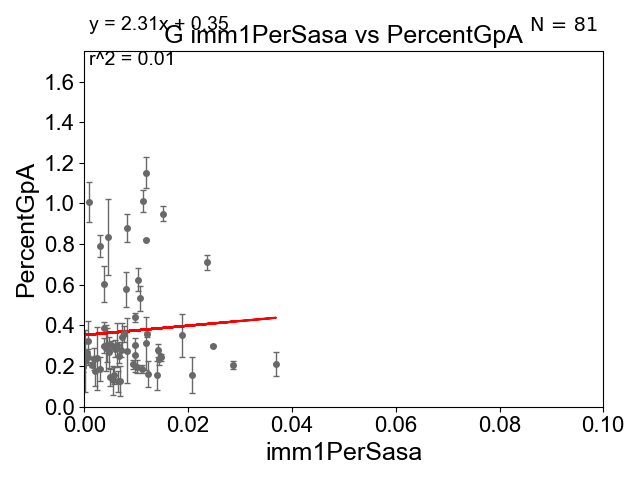 y = 2.31x + 0.35
N = 81
G imm1PerSasa vs PercentGpA
r^2 = 0.01
PercentGpA
1.6
1.4
1.2
1.0
0.8
0.6
0.4
0.2
0.0
0.00 0.02 0.04 0.06 0.08 0.10
imm1PerSasa